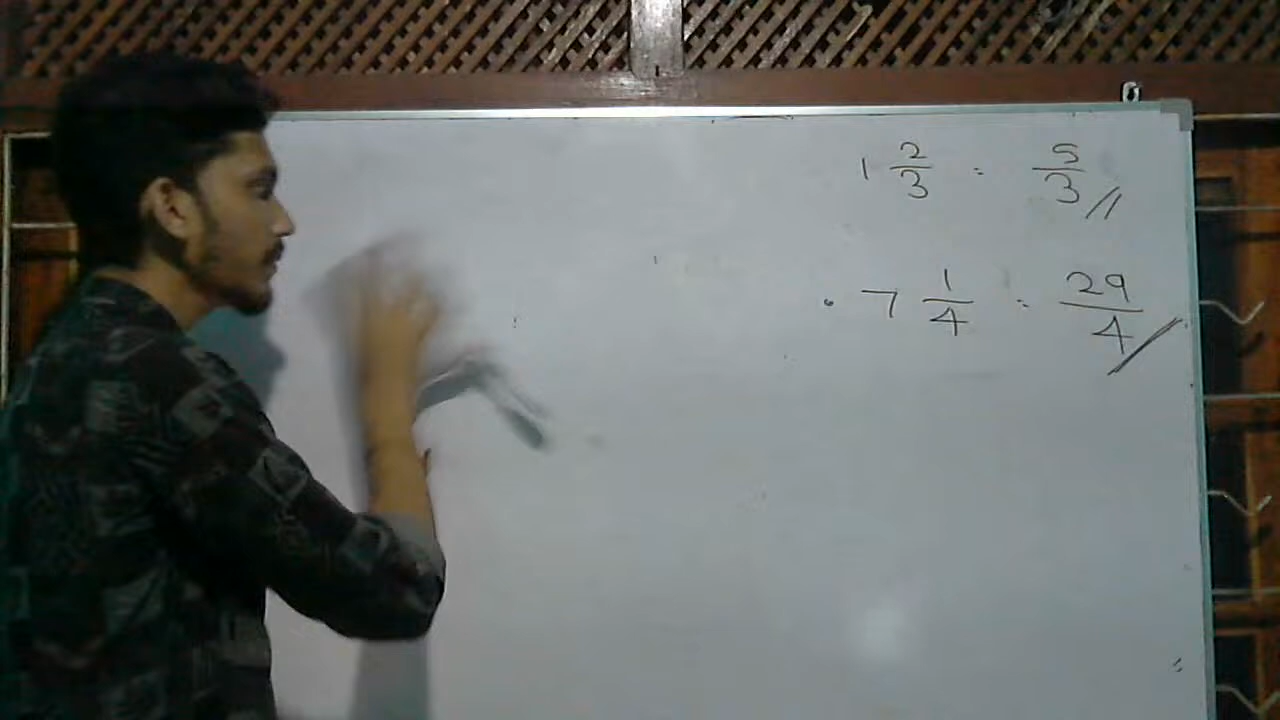 1 2/3 = 5/3 //
• 7 1/4 = 29/4 /